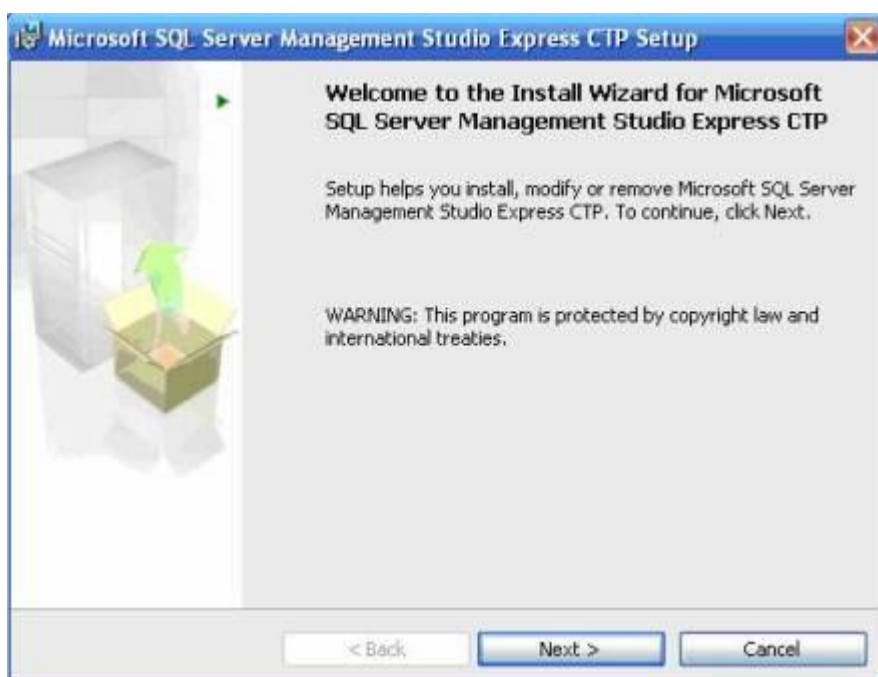 Microsoft SQL Server Management Studio Express CTP Setup
Welcome to the Install Wizard for Microsoft
SQL Server Management Studio Express CTP
Setup helps you install, modify or remove Microsoft SQL Server
Management Studio Express CTP. To continue, click Next.
WARNING: This program is protected by copyright law and
international treaties.
< Back
Next >
Cancel